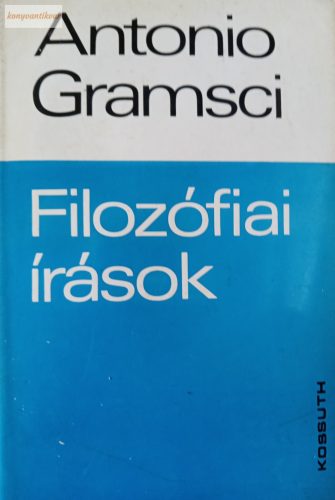 konyvantikva
Antonio
Gramsci
Filozófiai
írások
KOSSUTH